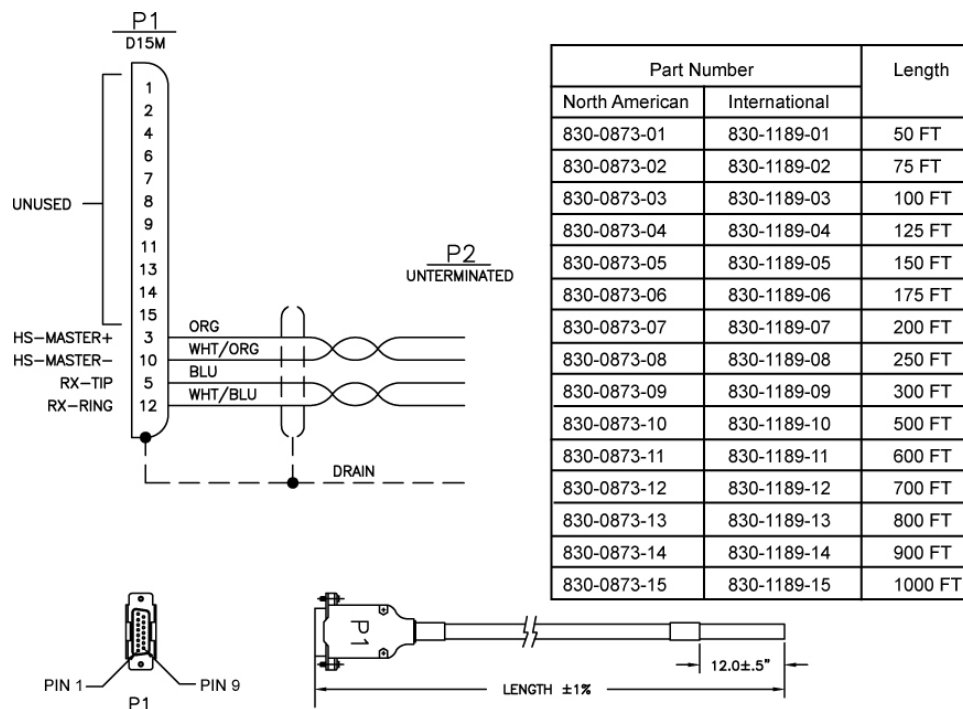 P1
D15M
1
2
4
6
7
8
9
11
13
14
15
3
10
5
12
UNUSED
HS-MASTER+
HS-MASTER-
RX-TIP
RX-RING
ORG
WHT/ORG
BLU
WHT/BLU
DRAIN
P2
UNTERMINATED
Part Number Length
North American International
830-0873-01 830-1189-01 50 FT
830-0873-02 830-1189-02 75 FT
830-0873-03 830-1189-03 100 FT
830-0873-04 830-1189-04 125 FT
830-0873-05 830-1189-05 150 FT
830-0873-06 830-1189-06 175 FT
830-0873-07 830-1189-07 200 FT
830-0873-08 830-1189-08 250 FT
830-0873-09 830-1189-09 300 FT
830-0873-10 830-1189-10 500 FT
830-0873-11 830-1189-11 600 FT
830-0873-12 830-1189-12 700 FT
830-0873-13 830-1189-13 800 FT
830-0873-14 830-1189-14 900 FT
830-0873-15 830-1189-15 1000 FT
PIN 1
PIN 9
P1
P1
12.0±.5"
LENGTH ±1%